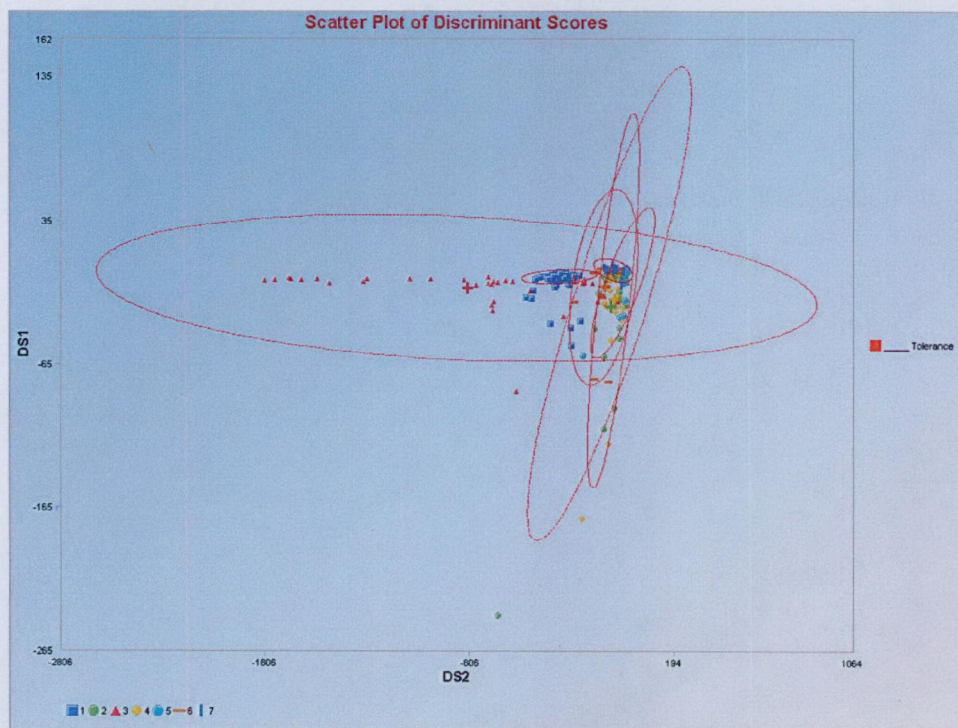 Scatter Plot of Discriminant Scores
162
135
35
-65
-165
-265
DS1
-2806
-1806
-806
194
1064
DS2
Tolerance
1 2 3 4 5 6 7